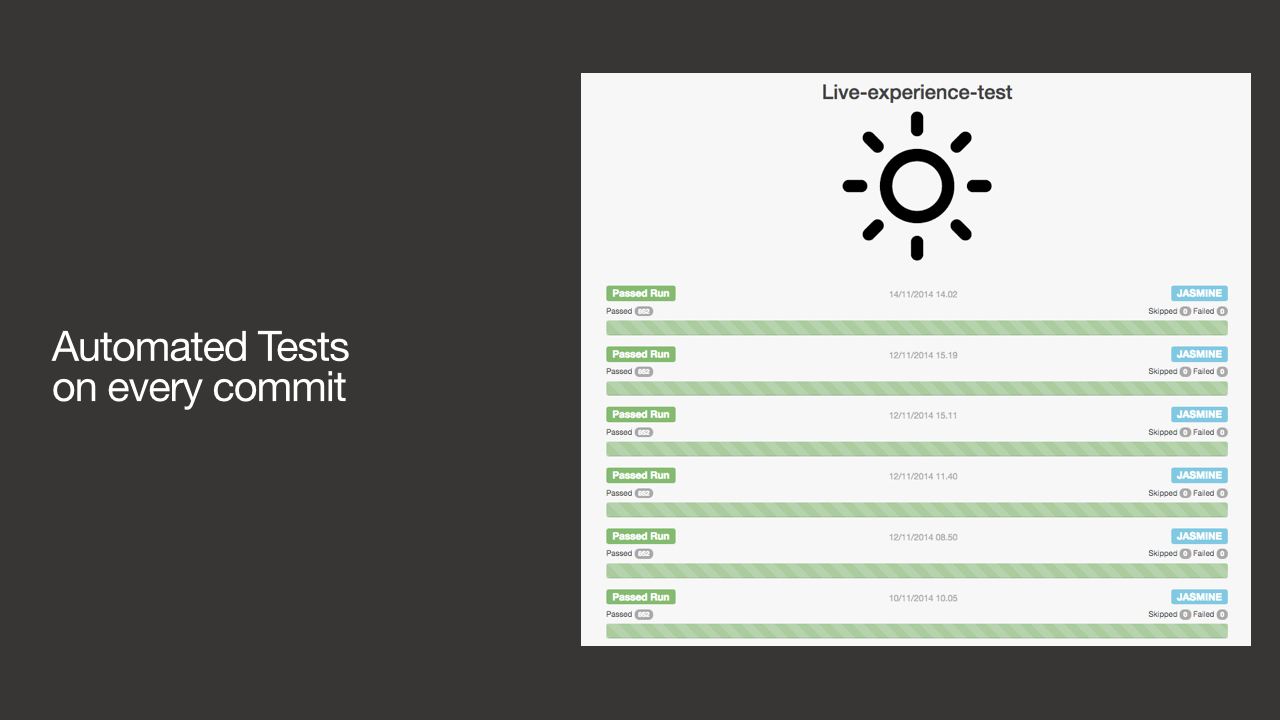 Automated Tests
on every commit
Live-experience-test
Passed Run 14/11/2014 14.02 JASMINE
Passed 852 Skipped 0 Failed 0
Passed Run 12/11/2014 15.19 JASMINE
Passed 852 Skipped 0 Failed 0
Passed Run 12/11/2014 15.11 JASMINE
Passed 852 Skipped 0 Failed 0
Passed Run 12/11/2014 11.40 JASMINE
Passed 852 Skipped 0 Failed 0
Passed Run 12/11/2014 08.50 JASMINE
Passed 852 Skipped 0 Failed 0
Passed Run 10/11/2014 10.05 JASMINE
Passed 852 Skipped 0 Failed 0